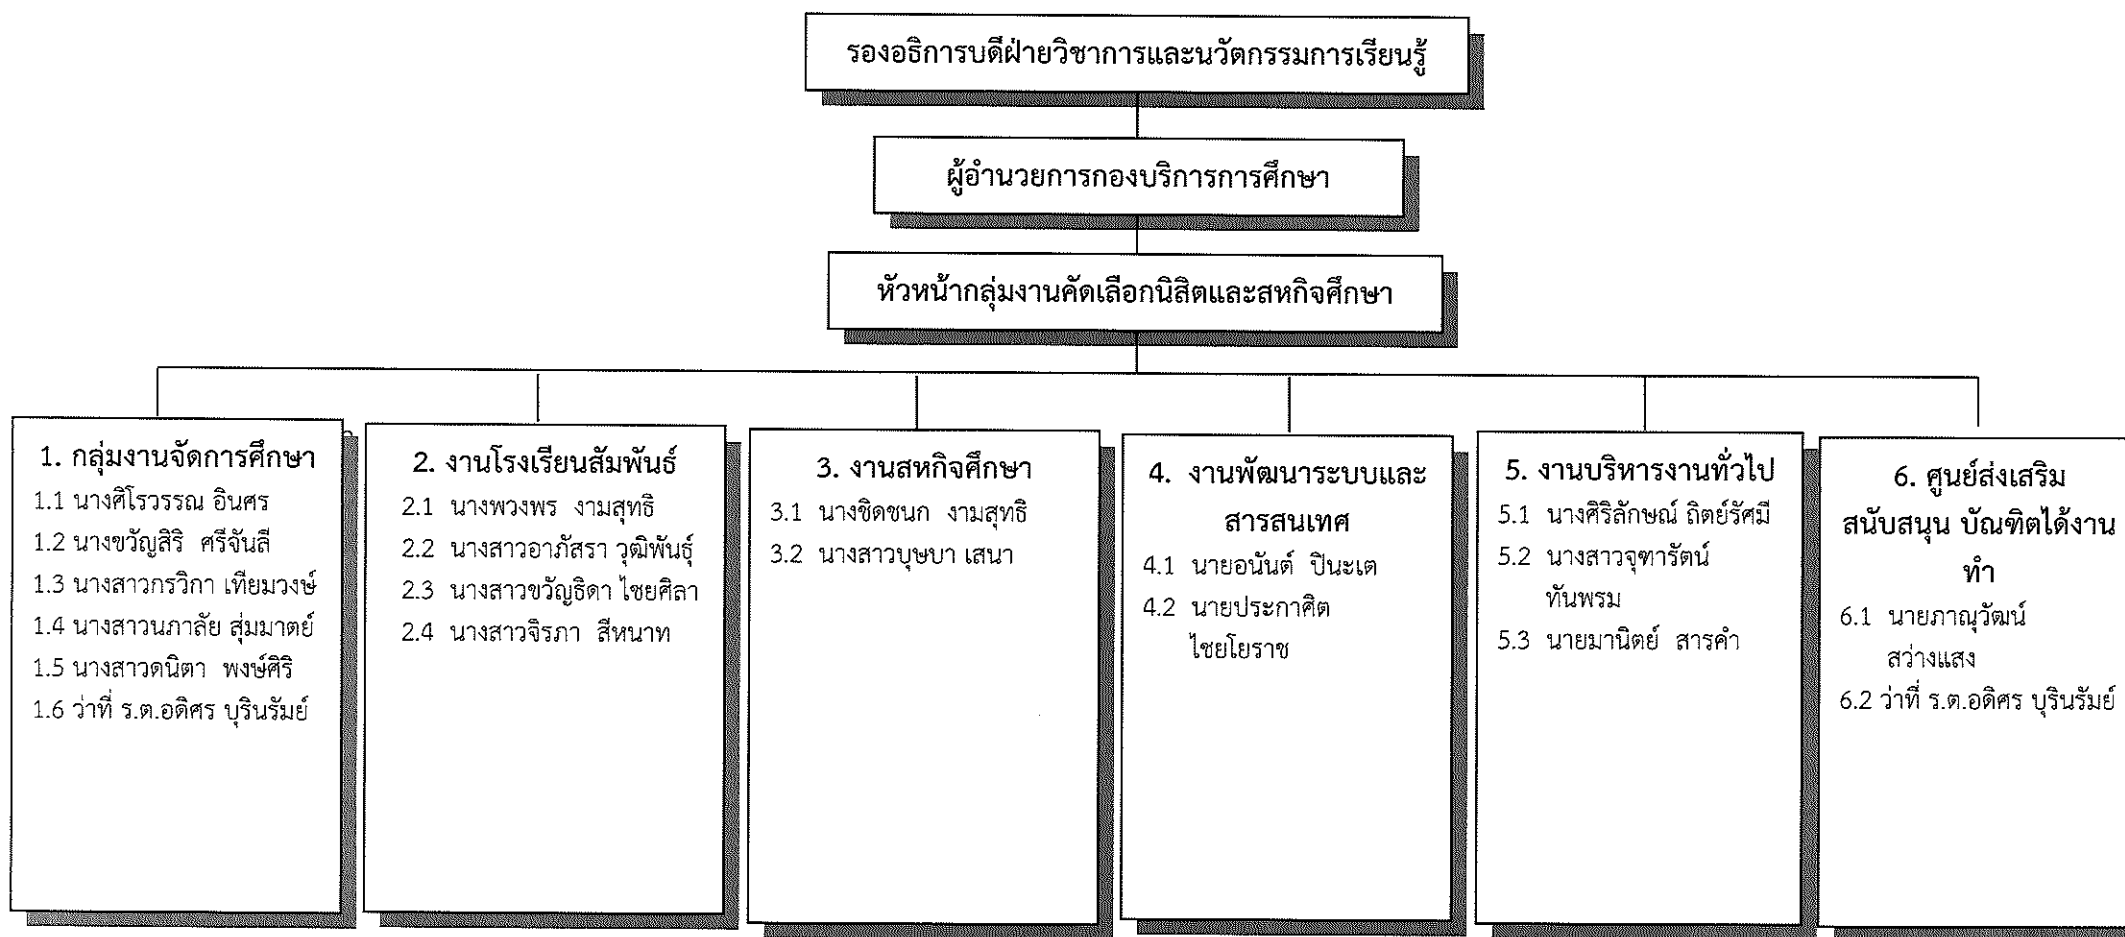 รองอธิการบดีฝ่ายวิชาการและนวัตกรรมการเรียนรู้
ผู้อำนวยการกองบริการการศึกษา
หัวหน้ากลุ่มงานคัดเลือกนิสิตและสหกิจศึกษา
1. กลุ่มงานจัดการศึกษา
1.1 นางศิโรวรรณ อินศร
1.2 นางขวัญสิริ ศรีจันลี
1.3 นางสาวกรวิกา เทียมวงษ์
1.4 นางสาวนภาลัย สุ่มมาตย์
1.5 นางสาวดนิตา พงษ์ศิริ
1.6 ว่าที่ ร.ต.อดิศร บุรินรัมย์
2. งานโรงเรียนสัมพันธ์
2.1 นางพวงพร งามสุทธิ
2.2 นางสาวอาภัสรา วุฒิพันธุ์
2.3 นางสาวขวัญธิดา ไชยศิลา
2.4 นางสาวจิรภา สีหนาท
3. งานสหกิจศึกษา
3.1 นางชิดชนก งามสุทธิ
3.2 นางสาวบุษบา เสนา
4. งานพัฒนาระบบและ
สารสนเทศ
4.1 นายอนันต์ ปินะเต
4.2 นายประกาศิต
ไชยโยราช
5. งานบริหารงานทั่วไป
5.1 นางศิริลักษณ์ ถิตย์รัศมี
5.2 นางสาวจุฑารัตน์
ทันพรม
5.3 นายมานิตย์ สารคำ
6. ศูนย์ส่งเสริม
สนับสนุน บัณฑิตได้งาน
ทำ
6.1 นายภาณุวัฒน์
สว่างแสง
6.2 ว่าที่ ร.ต.อดิศร บุรินรัมย์